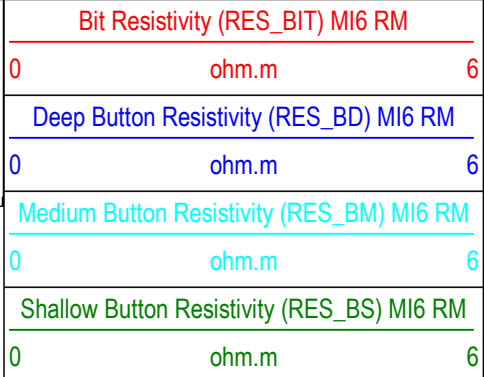 Bit Resistivity (RES_BIT) MI6 RM
0 ohm.m 6
Deep Button Resistivity (RES_BD) MI6 RM
0 ohm.m 6
Medium Button Resistivity (RES_BM) MI6 RM
0 ohm.m 6
Shallow Button Resistivity (RES_BS) MI6 RM
0 ohm.m 6